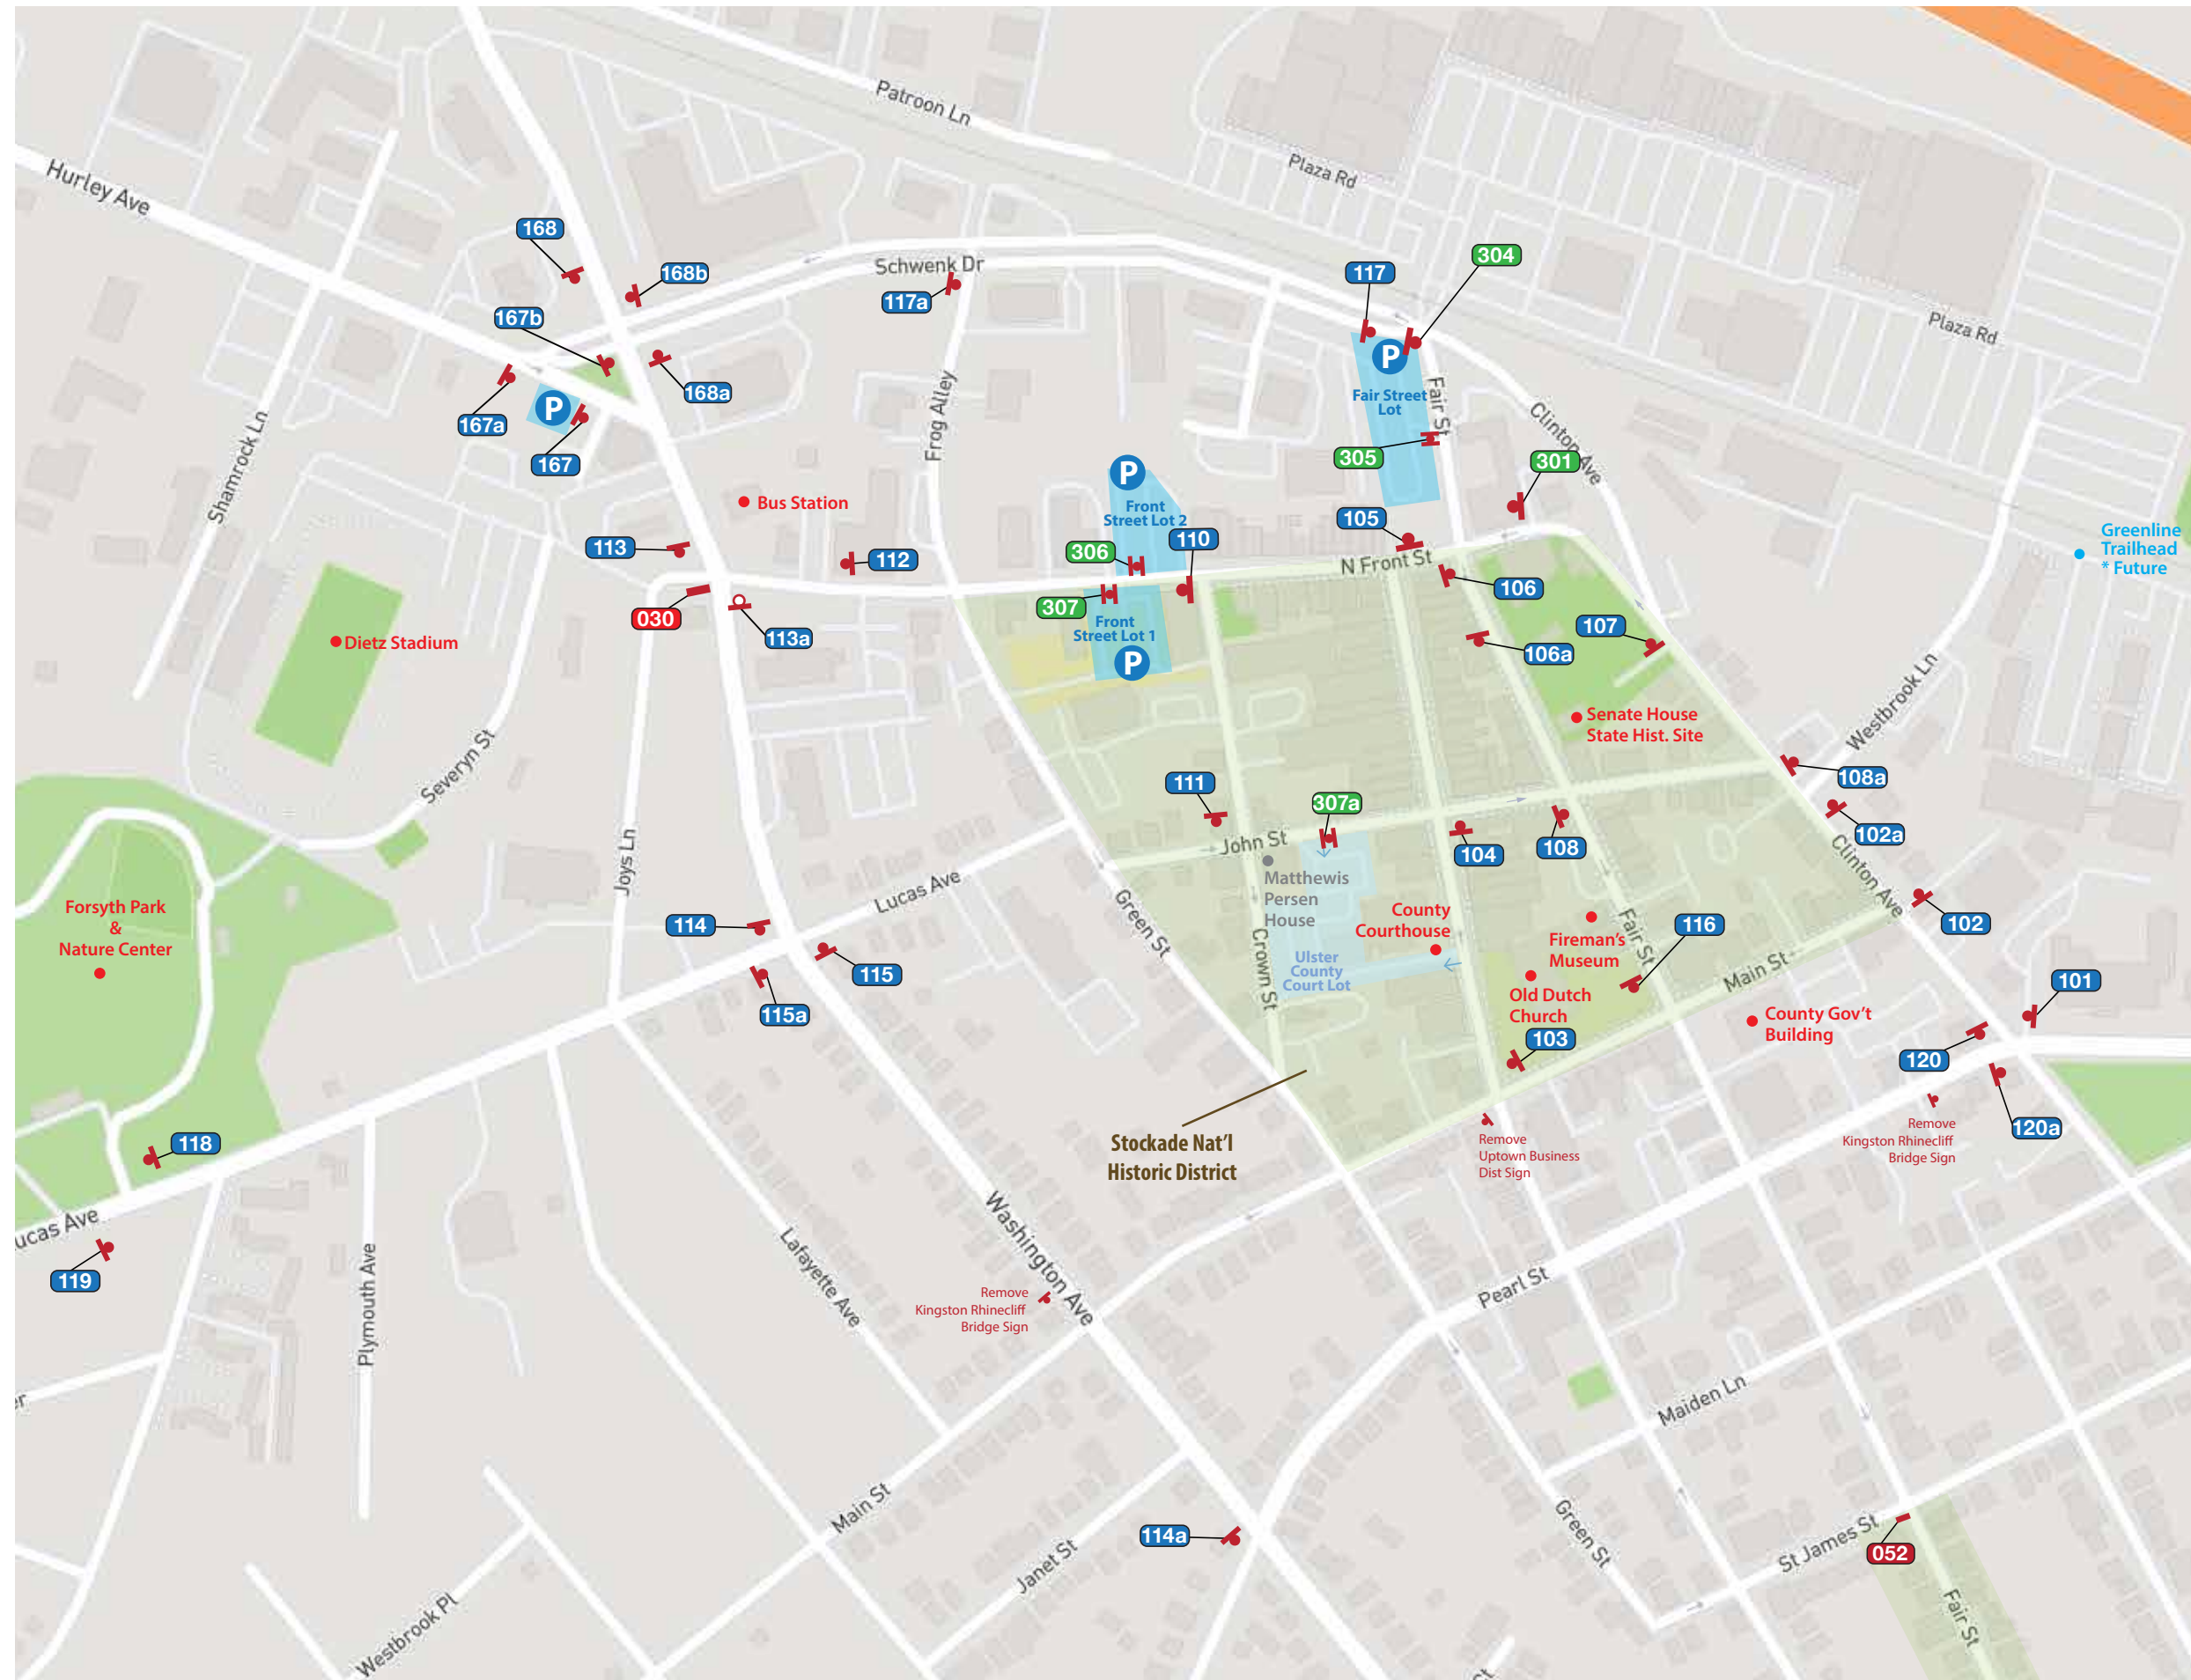 Patroon Ln
Plaza Rd
Hurley Ave
168
304
168b
Schwenk Dr
117
117a
167b
Plaza Rd
P
168a
Fair Street
Lot
Fair St
167a
P
Frog Alley
Clinton Ave
Shamrock Ln
167
305
301
P
Bus Station
Front
Street Lot 2
105
Greenline
Trailhead
* Future
113
306
110
112
N Front St
106
030
307
Front
Street Lot 1
107
113a
Dietz Stadium
106a
P
Westbrook Ln
Senate House
State Hist. Site
Severyn St
111
108a
307a
102a
John St
104
108
Joys Ln
Clinton Ave
Matthewis
Persen
House
Lucas Ave
Forsyth Park
&
Nature Center
Green St
County
Courthouse
Fair St
116
102
114
Fireman's
Museum
Crown St
Ulster
County
Court Lot
Main St
115
101
Old Dutch
Church
115a
County Gov't
Building
103
120
Remove
Kingston Rhinecliff
Bridge Sign
120a
Stockade Nat'l
Historic District
Remove
Uptown Business
Dist Sign
118
ucas Ave
Washington Ave
119
Lafayette Ave
Plymouth Ave
Remove
Kingston Rhinecliff
Bridge Sign
Pearl St
er
Maiden Ln
Main St
114a
Green St
St James St
052
Janet St
Westbrook Pl
Fair St
St